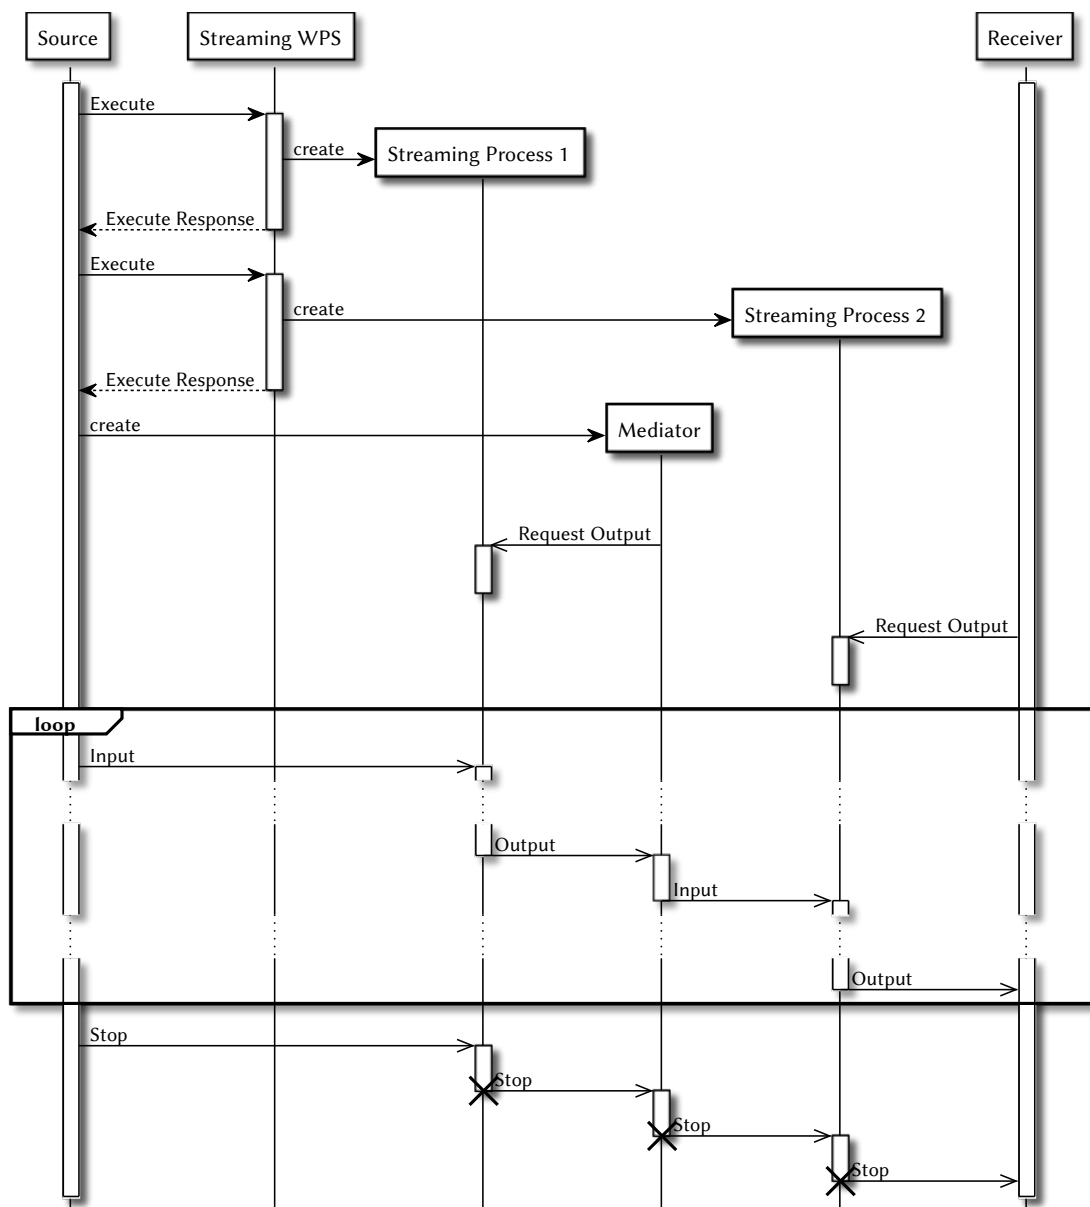 Source
Streaming WPS
Receiver
Execute
create
Streaming Process 1
Execute Response
Execute
create
Streaming Process 2
Execute Response
create
Mediator
Request Output
Request Output
loop
Input
Output
Input
Output
Stop
Stop
Stop
Stop